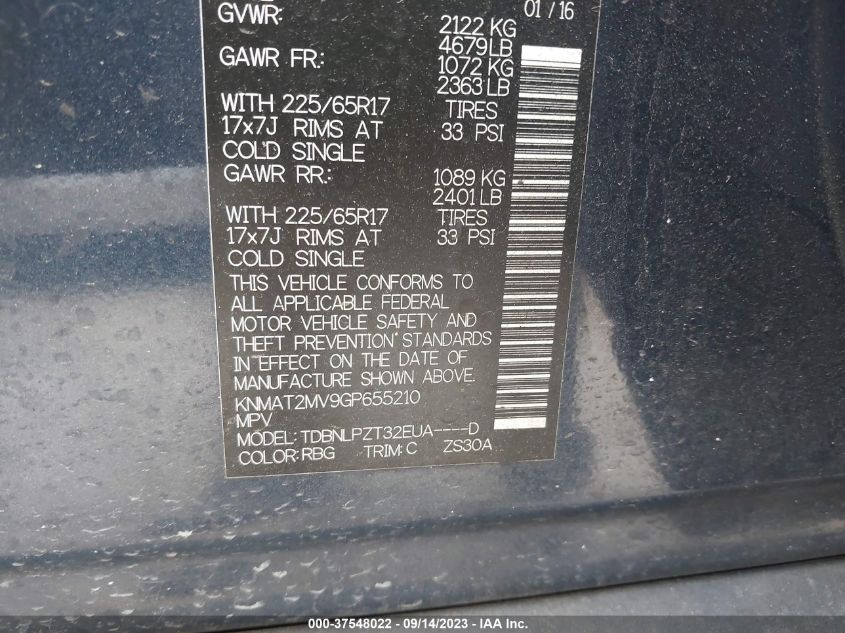 GVWR: 01 / 16
2122 KG
4679 LB
GAWR FR: 1072 KG
2363 LB
WITH 225/65R17 TIRES
17x7J RIMS AT 33 PSI
COLD SINGLE
GAWR RR: 1089 KG
2401 LB
WITH 225/65R17 TIRES
17x7J RIMS AT 33 PSI
COLD SINGLE
THIS VEHICLE CONFORMS TO
ALL APPLICABLE FEDERAL
MOTOR VEHICLE SAFETY AND
THEFT PREVENTION STANDARDS
IN EFFECT ON THE DATE OF
MANUFACTURE SHOWN ABOVE.
KNMAT2MV9GP655210
MPV
MODEL: TDBNLPZT32EUA----D
COLOR: RBG TRIM: C ZS30A
000-37548022 - 09/14/2023 - IAA Inc.